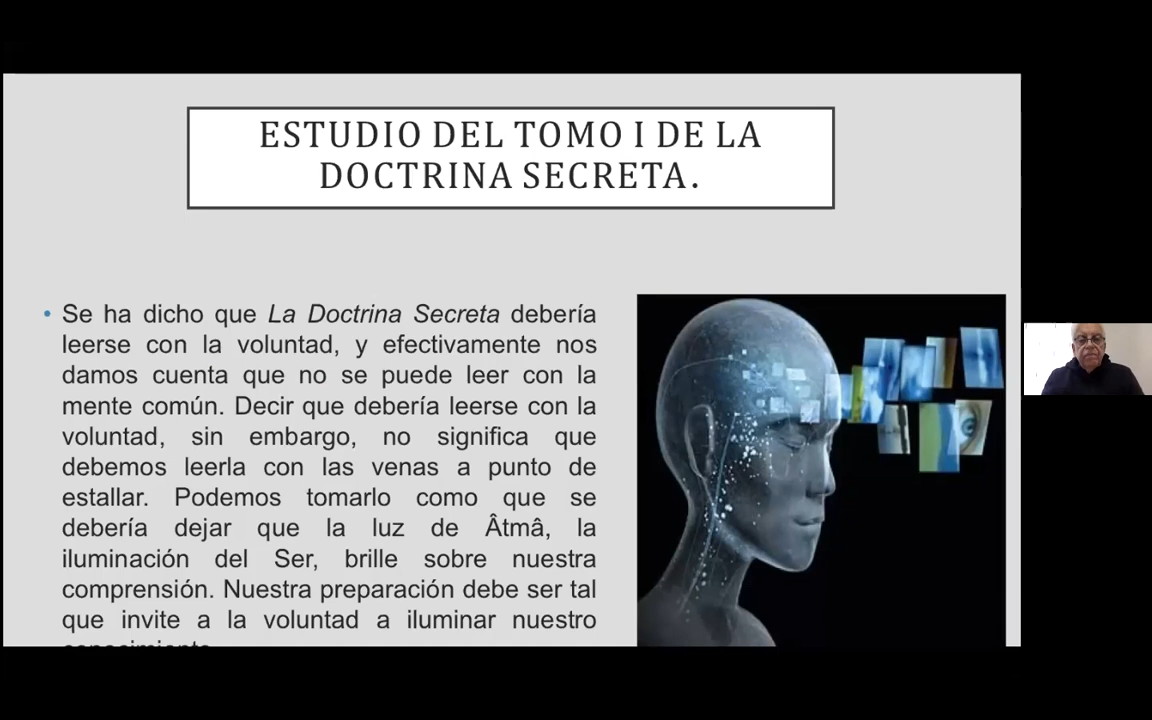 ESTUDIO DEL TOMO I DE LA
DOCTRINA SECRETA.
• Se ha dicho que La Doctrina Secreta debería
leerse con la voluntad, y efectivamente nos
damos cuenta que no se puede leer con la
mente común. Decir que debería leerse con la
voluntad, sin embargo, no significa que
debemos leerla con las venas a punto de
estallar. Podemos tomarlo como que se
debería dejar que la luz de Âtmâ, la
iluminación del Ser, brille sobre nuestra
comprensión. Nuestra preparación debe ser tal
que invite a la voluntad a iluminar nuestro